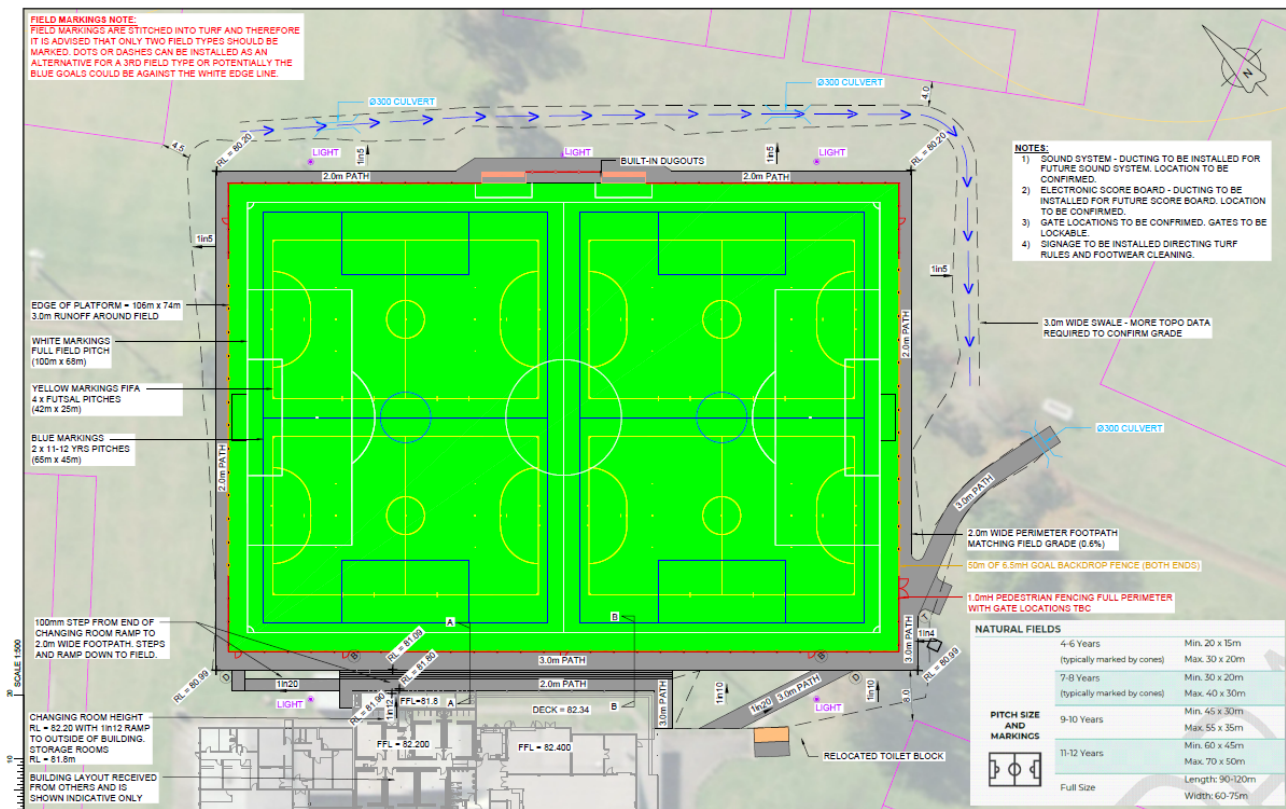 FIELD MARKINGS NOTE:
FIELD MARKINGS ARE STITCHED INTO TURF AND THEREFORE
IT IS ADVISED THAT ONLY TWO FIELD TYPES SHOULD BE
MARKED. DOTS OR DASHES CAN BE INSTALLED AS AN
ALTERNATIVE FOR A 3RD FIELD TYPE OR POTENTIALLY THE
BLUE GOALS COULD BE AGAINST THE WHITE EDGE LINE.
N
Ø300 CULVERT
Ø300 CULVERT
4.0
4.5
RL = 80.20
LIGHT
1in5
LIGHT
BUILT-IN DUGOUTS
1in5
LIGHT
RL = 80.20
2.0m PATH
2.0m PATH
NOTES:
1) SOUND SYSTEM - DUCTING TO BE INSTALLED FOR
FUTURE SOUND SYSTEM. LOCATION TO BE
CONFIRMED.
2) ELECTRONIC SCORE BOARD - DUCTING TO BE
INSTALLED FOR FUTURE SCORE BOARD. LOCATION
TO BE CONFIRMED.
3) GATE LOCATIONS TO BE CONFRIMED. GATES TO BE
LOCKABLE.
4) SIGNAGE TO BE INSTALLED DIRECTING TURF
RULES AND FOOTWEAR CLEANING.
1in5
1in5
EDGE OF PLATFORM = 106m x 74m
3.0m RUNOFF AROUND FIELD
WHITE MARKINGS
FULL FIELD PITCH
(100m x 68m)
YELLOW MARKINGS FIFA
4 x FUTSAL PITCHES
(42m x 25m)
BLUE MARKINGS
2 x 11-12 YRS PITCHES
(65m x 45m)
2.0m PATH
2.0m PATH
3.0m WIDE SWALE - MORE TOPO DATA
REQUIRED TO CONFIRM GRADE
Ø300 CULVERT
3.0m PATH
2.0m WIDE PERIMETER FOOTPATH
MATCHING FIELD GRADE (0.6%)
50m OF 6.5mH GOAL BACKDROP FENCE (BOTH ENDS)
1.0mH PEDESTRIAN FENCING FULL PERIMETER
WITH GATE LOCATIONS TBC
100mm STEP FROM END OF
CHANGING ROOM RAMP TO
2.0m WIDE FOOTPATH. STEPS
AND RAMP DOWN TO FIELD.
A
B
T
1in4
RL = 81.09
RL = 81.80
B
3.0m PATH
B
3.0m PATH
RL = 80.99
D
1in20
RL = 81.90
1in12
2.0m PATH
3.0m PATH
1in10
1in20
3.0m PATH
D
1in10
RL = 80.99
8.0
LIGHT
FFL=81.8
A
DECK = 82.34
B
LIGHT
SCALE 1:500
20
10
CHANGING ROOM HEIGHT
RL = 82.20 WITH 1in12 RAMP
TO OUTSIDE OF BUILDING.
STORAGE ROOMS
RL = 81.8m
FFL = 82.200
FFL = 82.400
RELOCATED TOILET BLOCK
BUILDING LAYOUT RECEIVED
FROM OTHERS AND IS
SHOWN INDICATIVE ONLY
NATURAL FIELDS
PITCH SIZE
AND
MARKINGS
4-6 Years
(typically marked by cones)
Min. 20 x 15m
Max. 30 x 20m
7-8 Years
(typically marked by cones)
Min. 30 x 20m
Max. 40 x 30m
9-10 Years
Min. 45 x 30m
Max. 55 x 35m
11-12 Years
Min. 60 x 45m
Max. 70 x 50m
Full Size
Length: 90-120m
Width: 60-75m